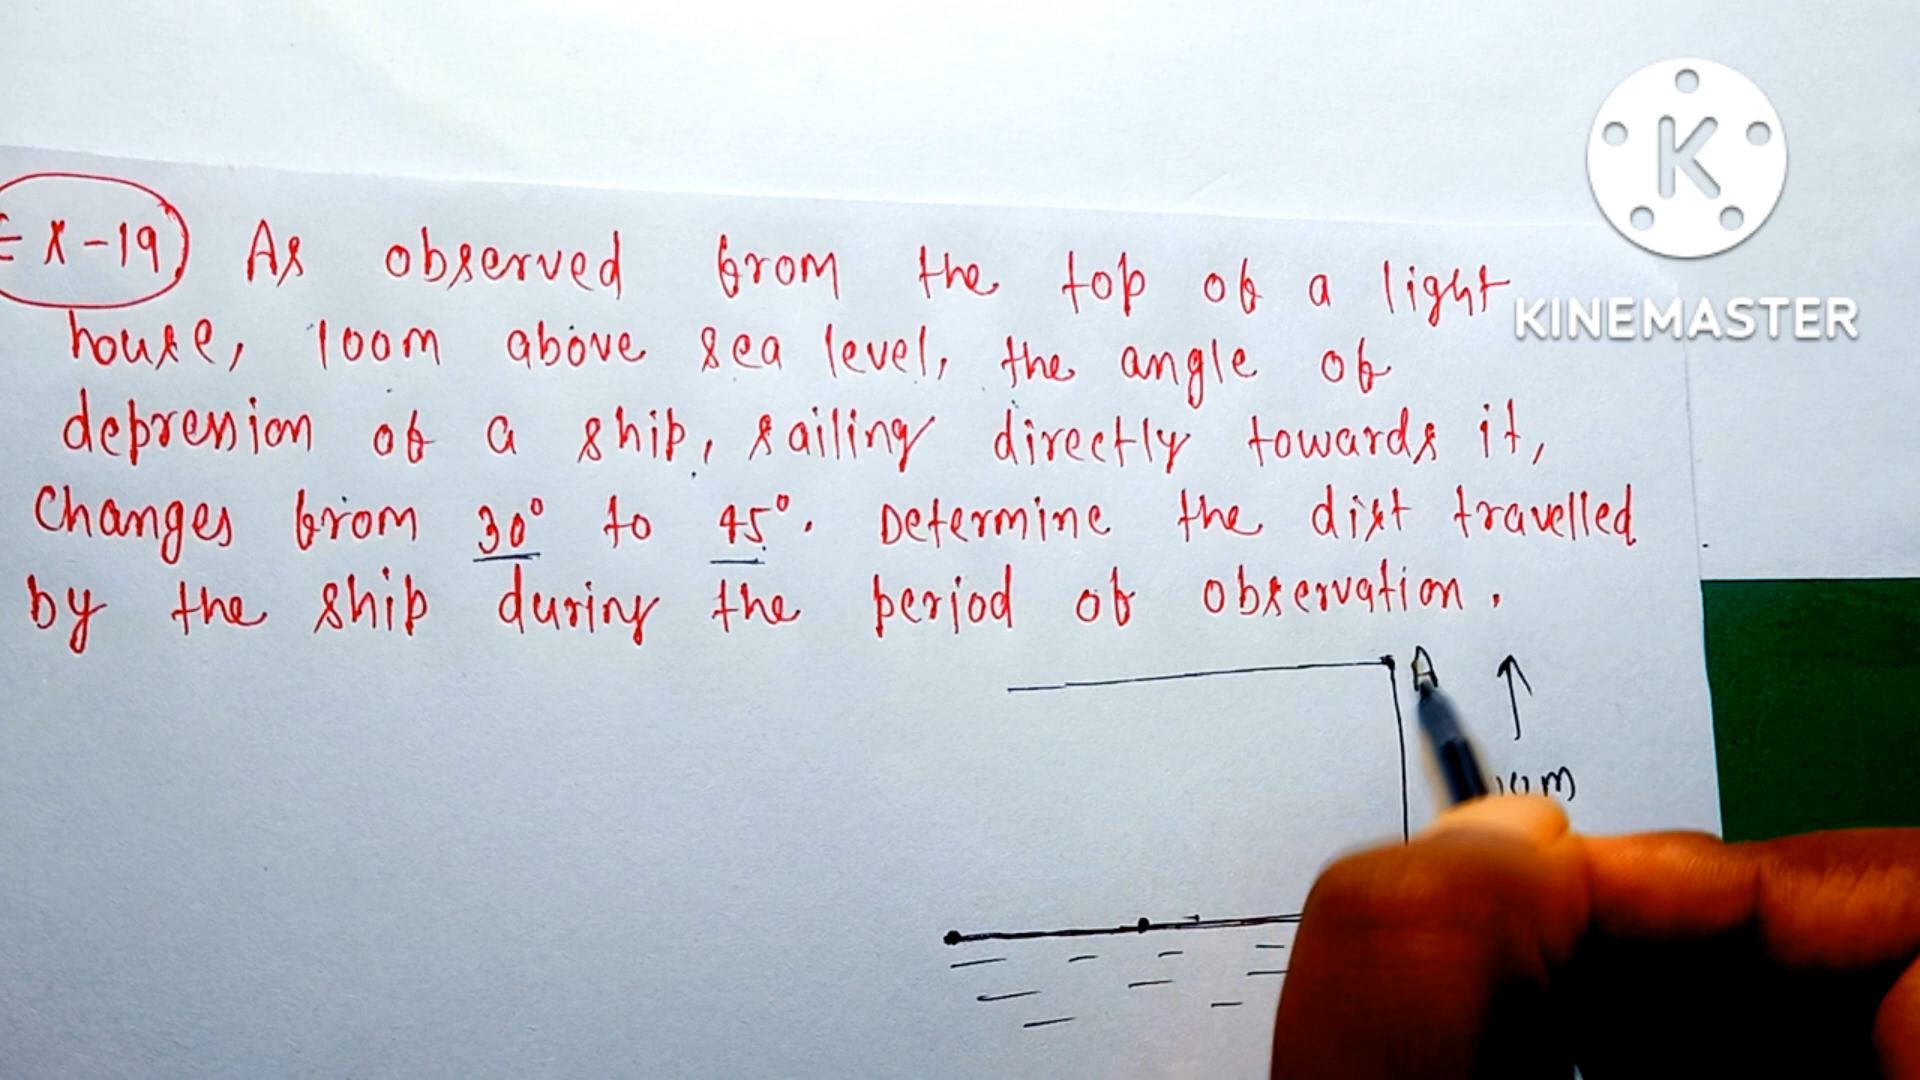 Ex-19 As observed from the top of a light
house, 100m above sea level, the angle of
depression of a ship, sailing directly towards it,
changes from 30° to 45°. Determine the dist travelled
by the ship during the period of observation.
A
m
KINEMASTER